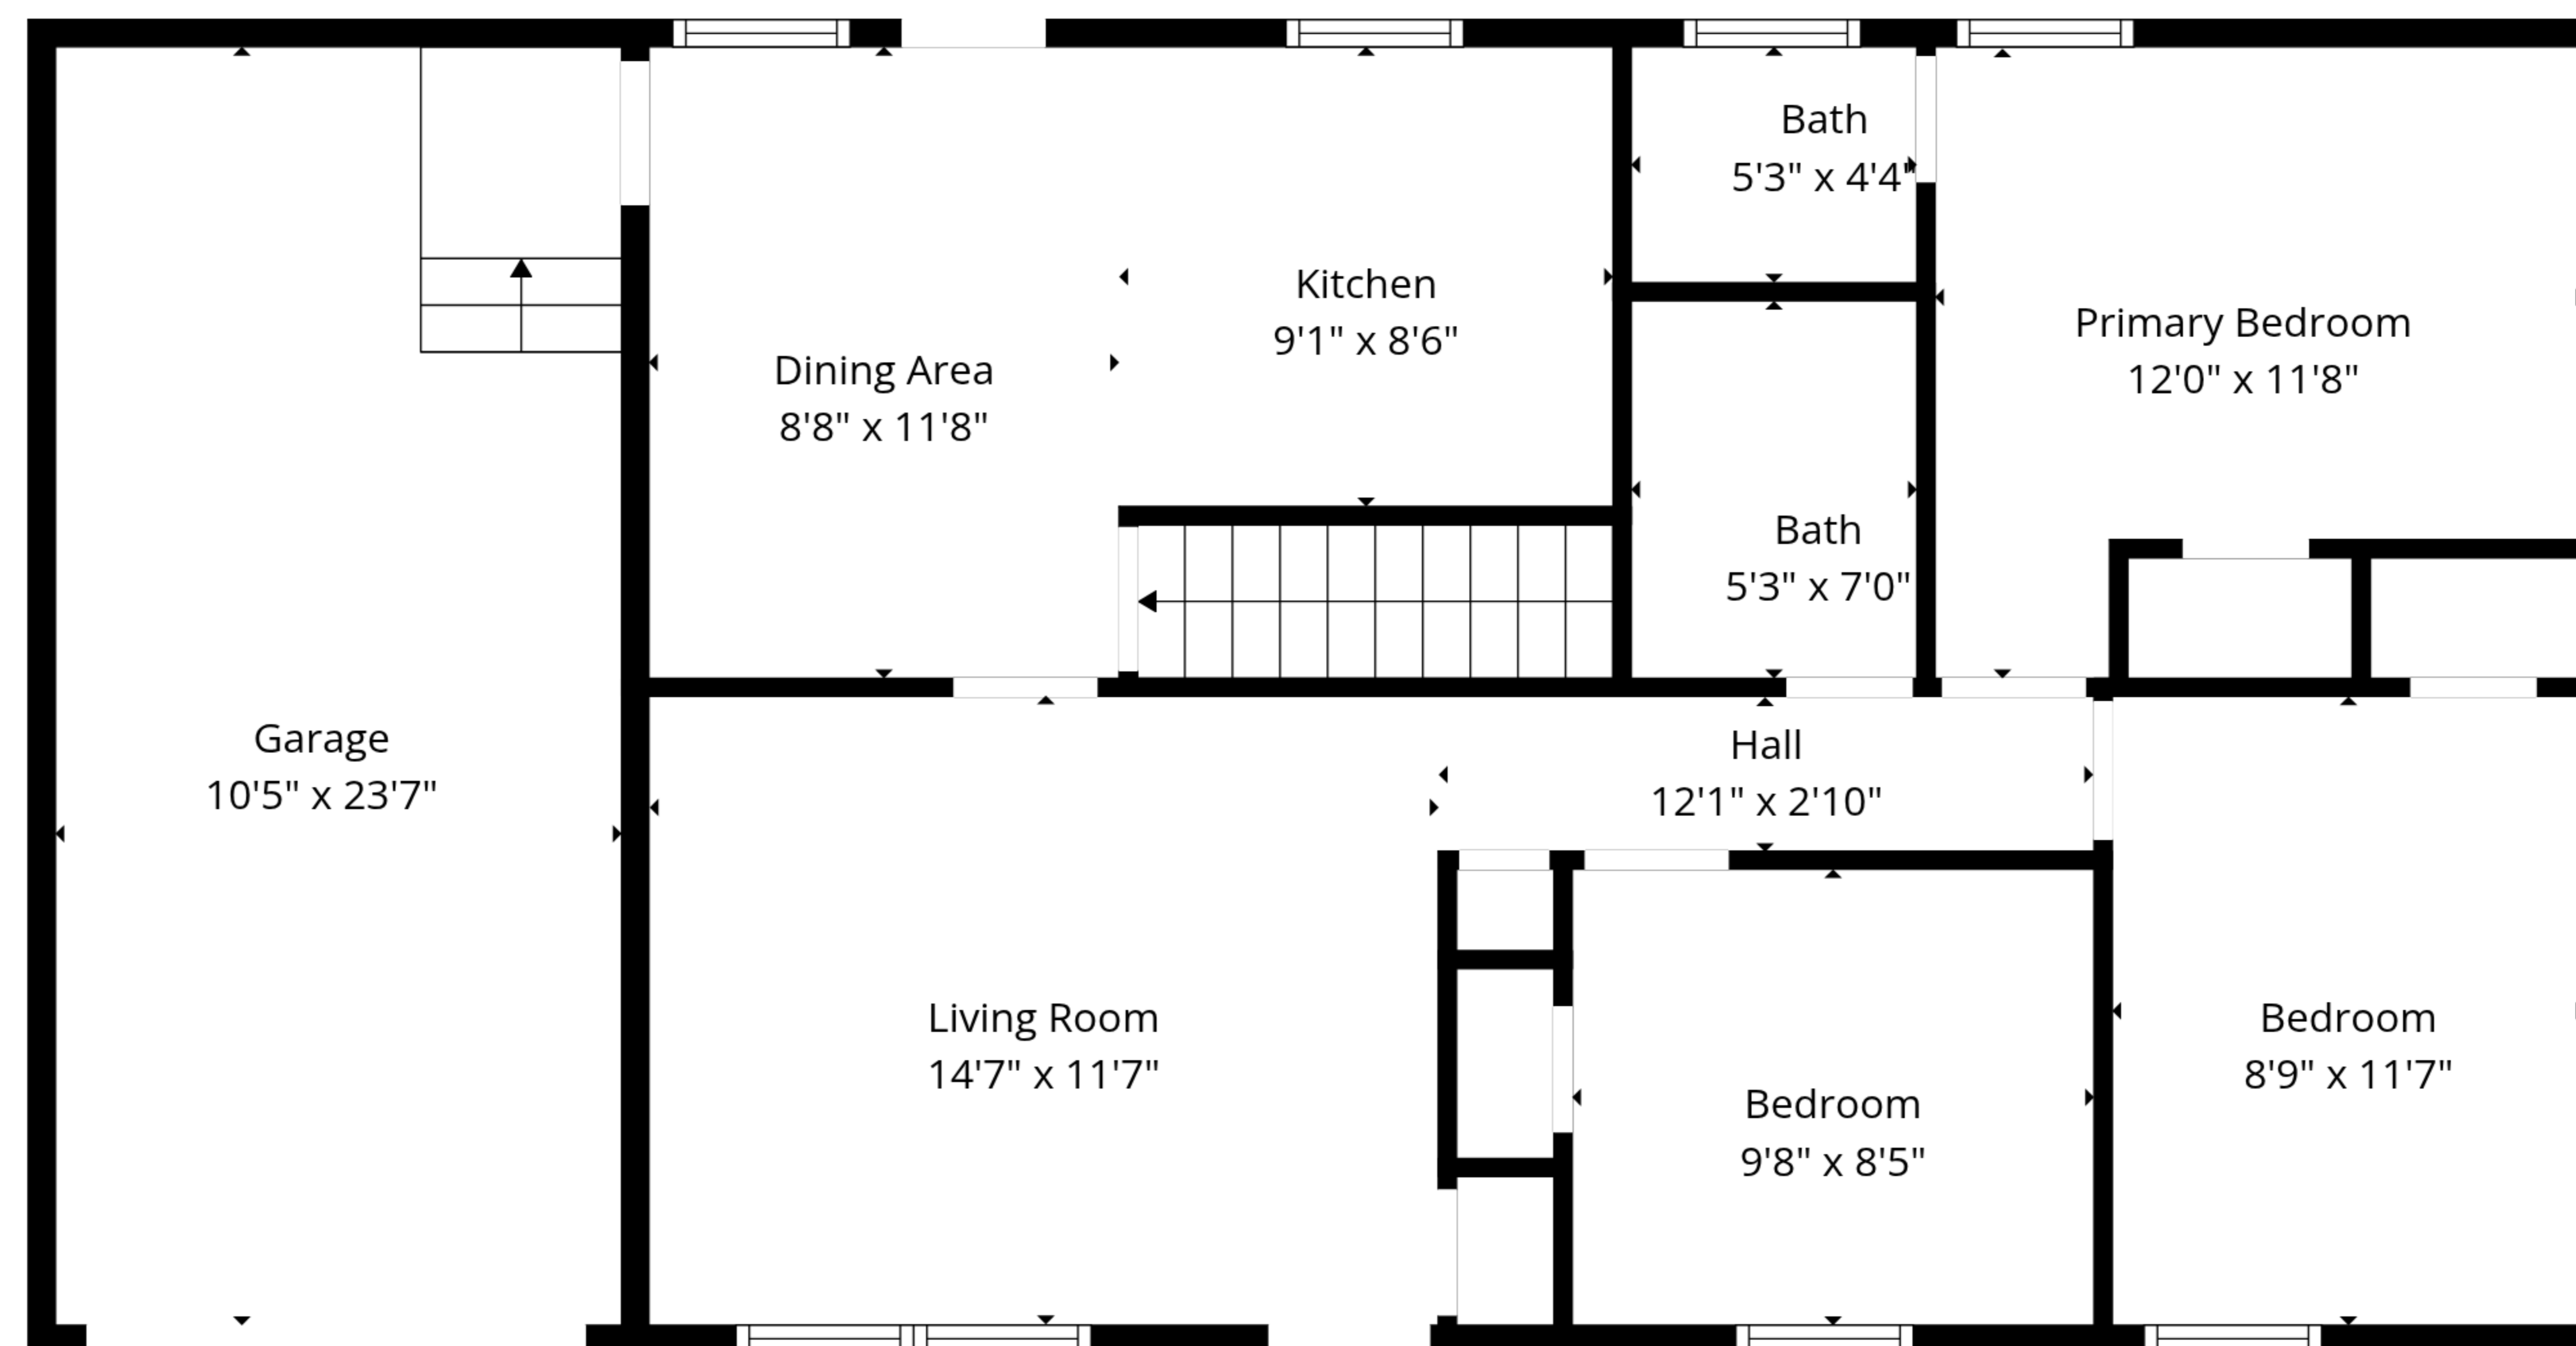 Bath
5'3" x 4'4"
Kitchen
9'1" x 8'6"
Primary Bedroom
12'0" x 11'8"
Dining Area
8'8" x 11'8"
Bath
5'3" x 7'0"
Garage
10'5" x 23'7"
Hall
12'1" x 2'10"
Living Room
14'7" x 11'7"
Bedroom
8'9" x 11'7"
Bedroom
9'8" x 8'5"